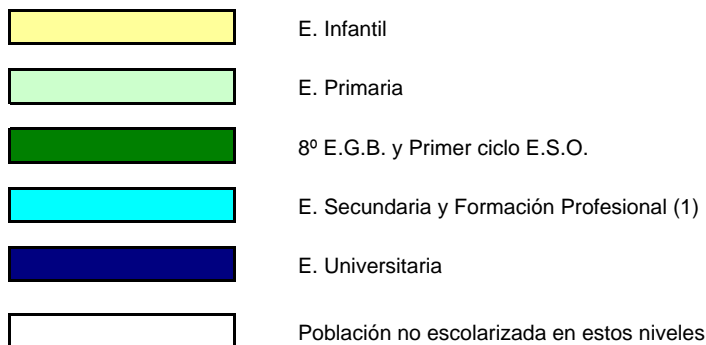 E. Infantil
E. Primaria
8º E.G.B. y Primer ciclo E.S.O.
E. Secundaria y Formación Profesional (1)
E. Universitaria
Población no escolarizada en estos niveles